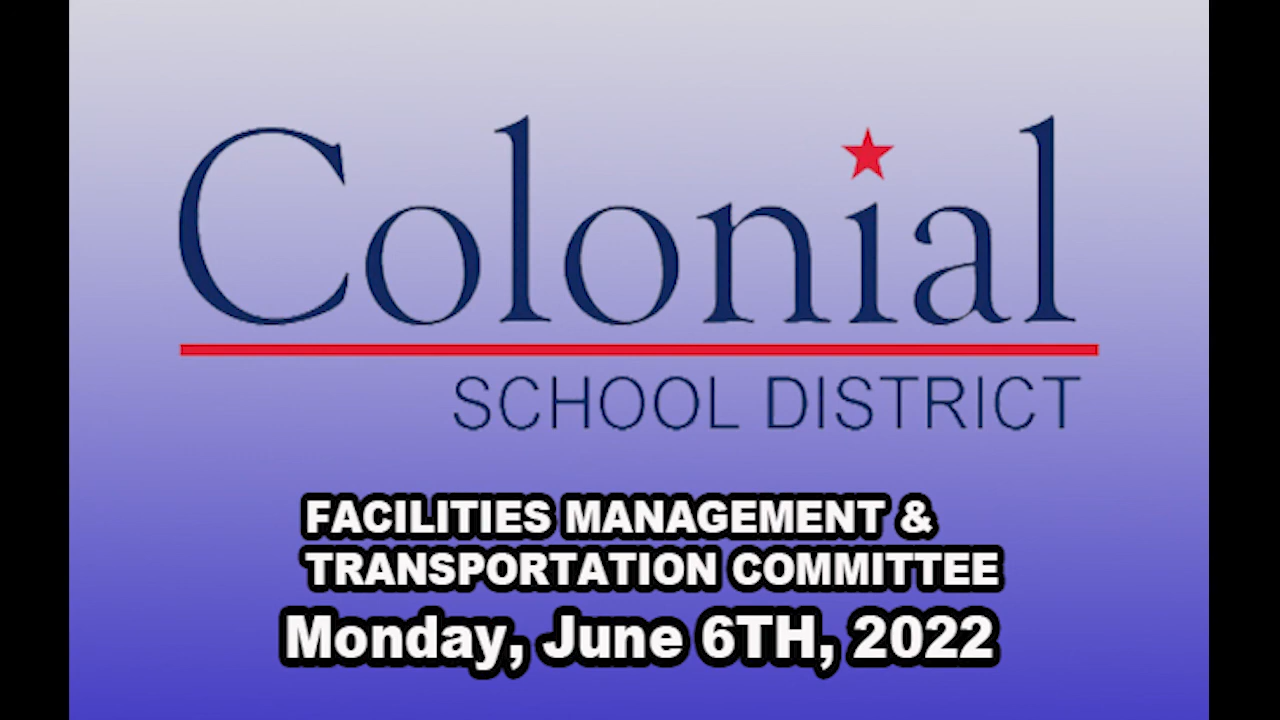 Colonial
SCHOOL DISTRICT
FACILITIES MANAGEMENT &
TRANSPORTATION COMMITTEE
Monday, June 6TH, 2022